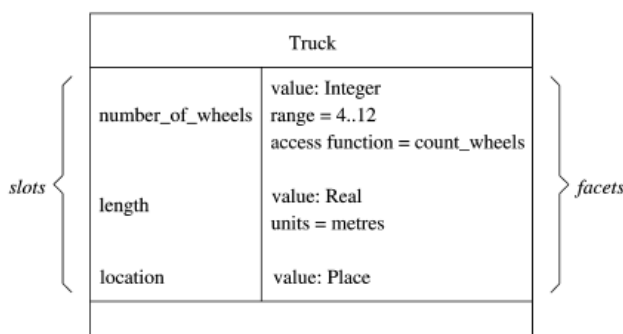 Truck
number_of_wheels
value: Integer
range = 4..12
access function = count_wheels
slots
length
value: Real
units = metres
facets
location
value: Place